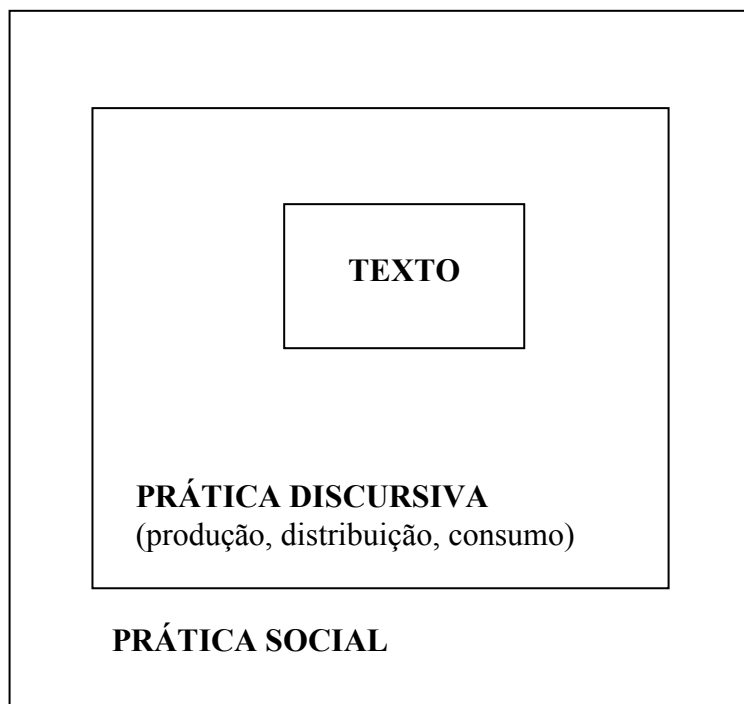 TEXTO
PRÁTICA DISCURSIVA
(produção, distribuição, consumo)
PRÁTICA SOCIAL